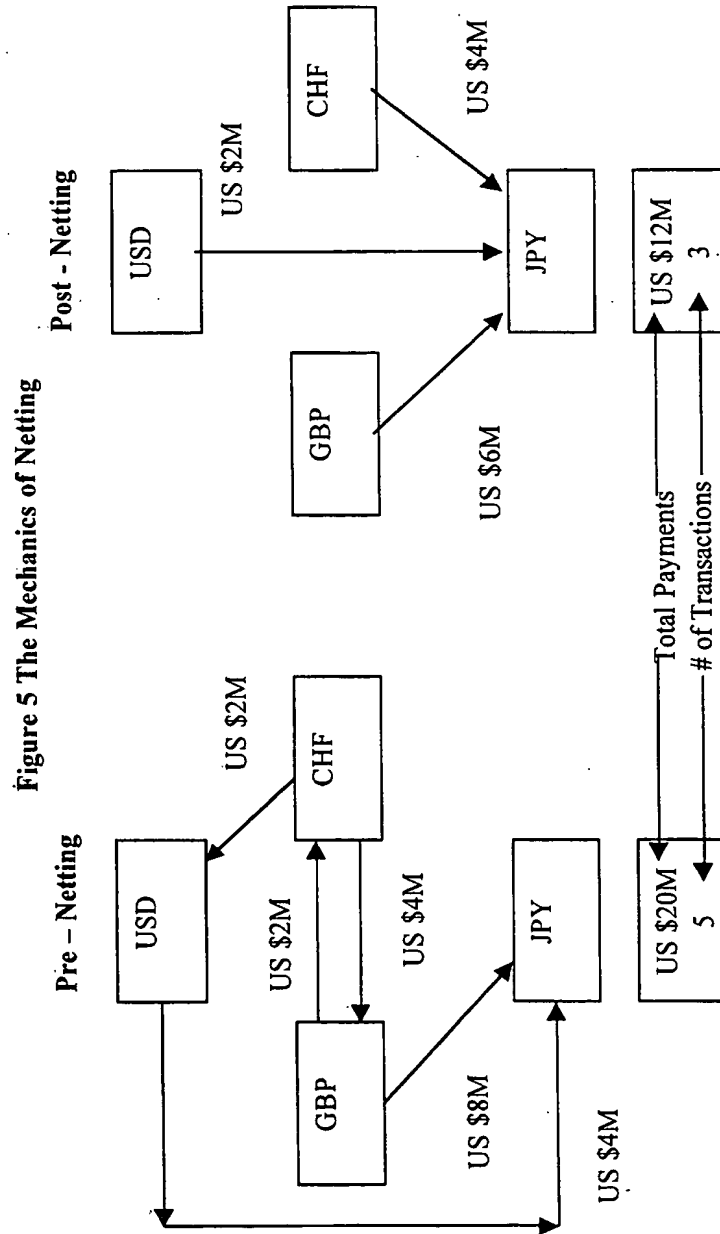 Figure 5 The Mechanics of Netting
Pre – Netting
USD
US $2M
GBP
US $2M
US $4M
CHF
US $8M
JPY
US $4M
US $20M
5
Total Payments
# of Transactions
Post - Netting
USD
US $2M
GBP
CHF
US $6M
US $4M
JPY
US $12M
3